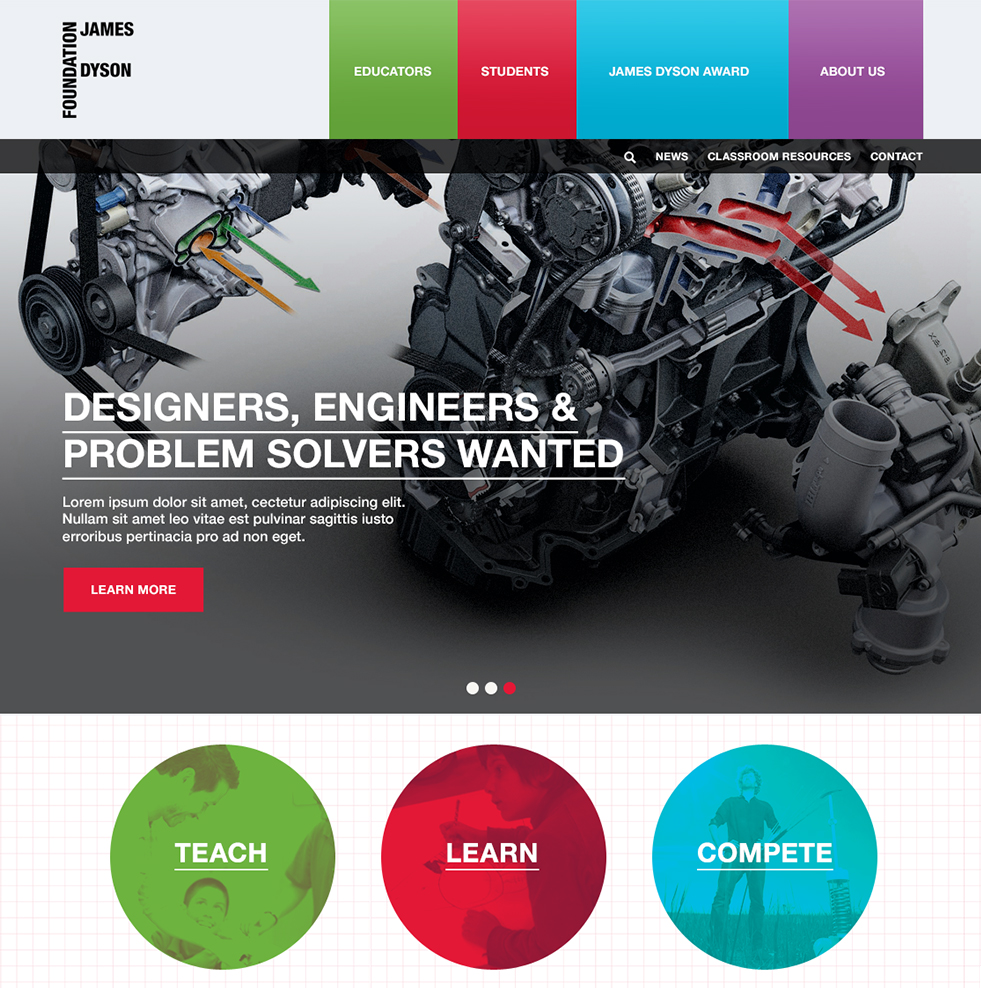 FOUNDATION
JAMES
DYSON
EDUCATORS
STUDENTS
JAMES DYSON AWARD
ABOUT US
NEWS
CLASSROOM RESOURCES
CONTACT
DESIGNERS, ENGINEERS &
PROBLEM SOLVERS WANTED
Lorem ipsum dolor sit amet, cectetur adipiscing elit.
Nullam sit amet leo vitae est pulvinar sagittis iusto
erroribus pertinacia pro ad non eget.
LEARN MORE
TEACH
LEARN
COMPETE